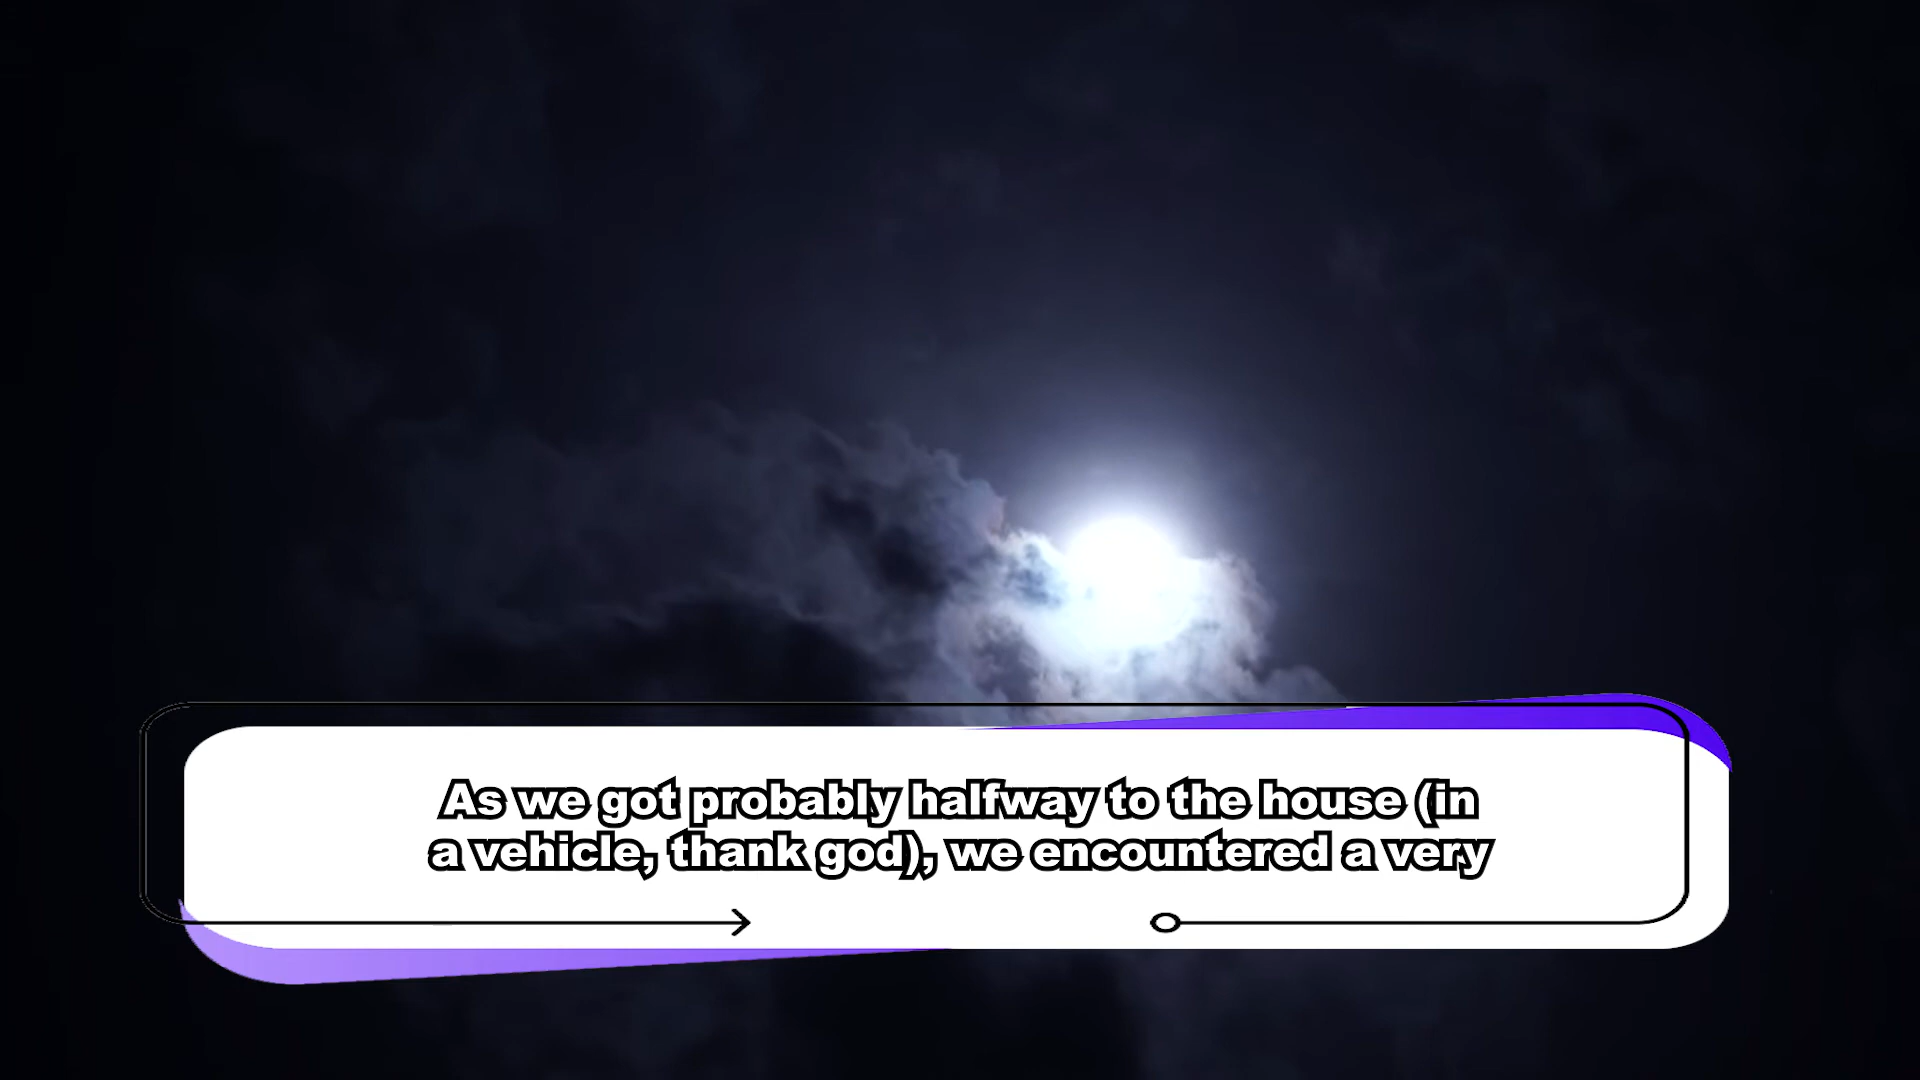 As we got probably halfway to the house (in
a vehicle, thank god), we encountered a very